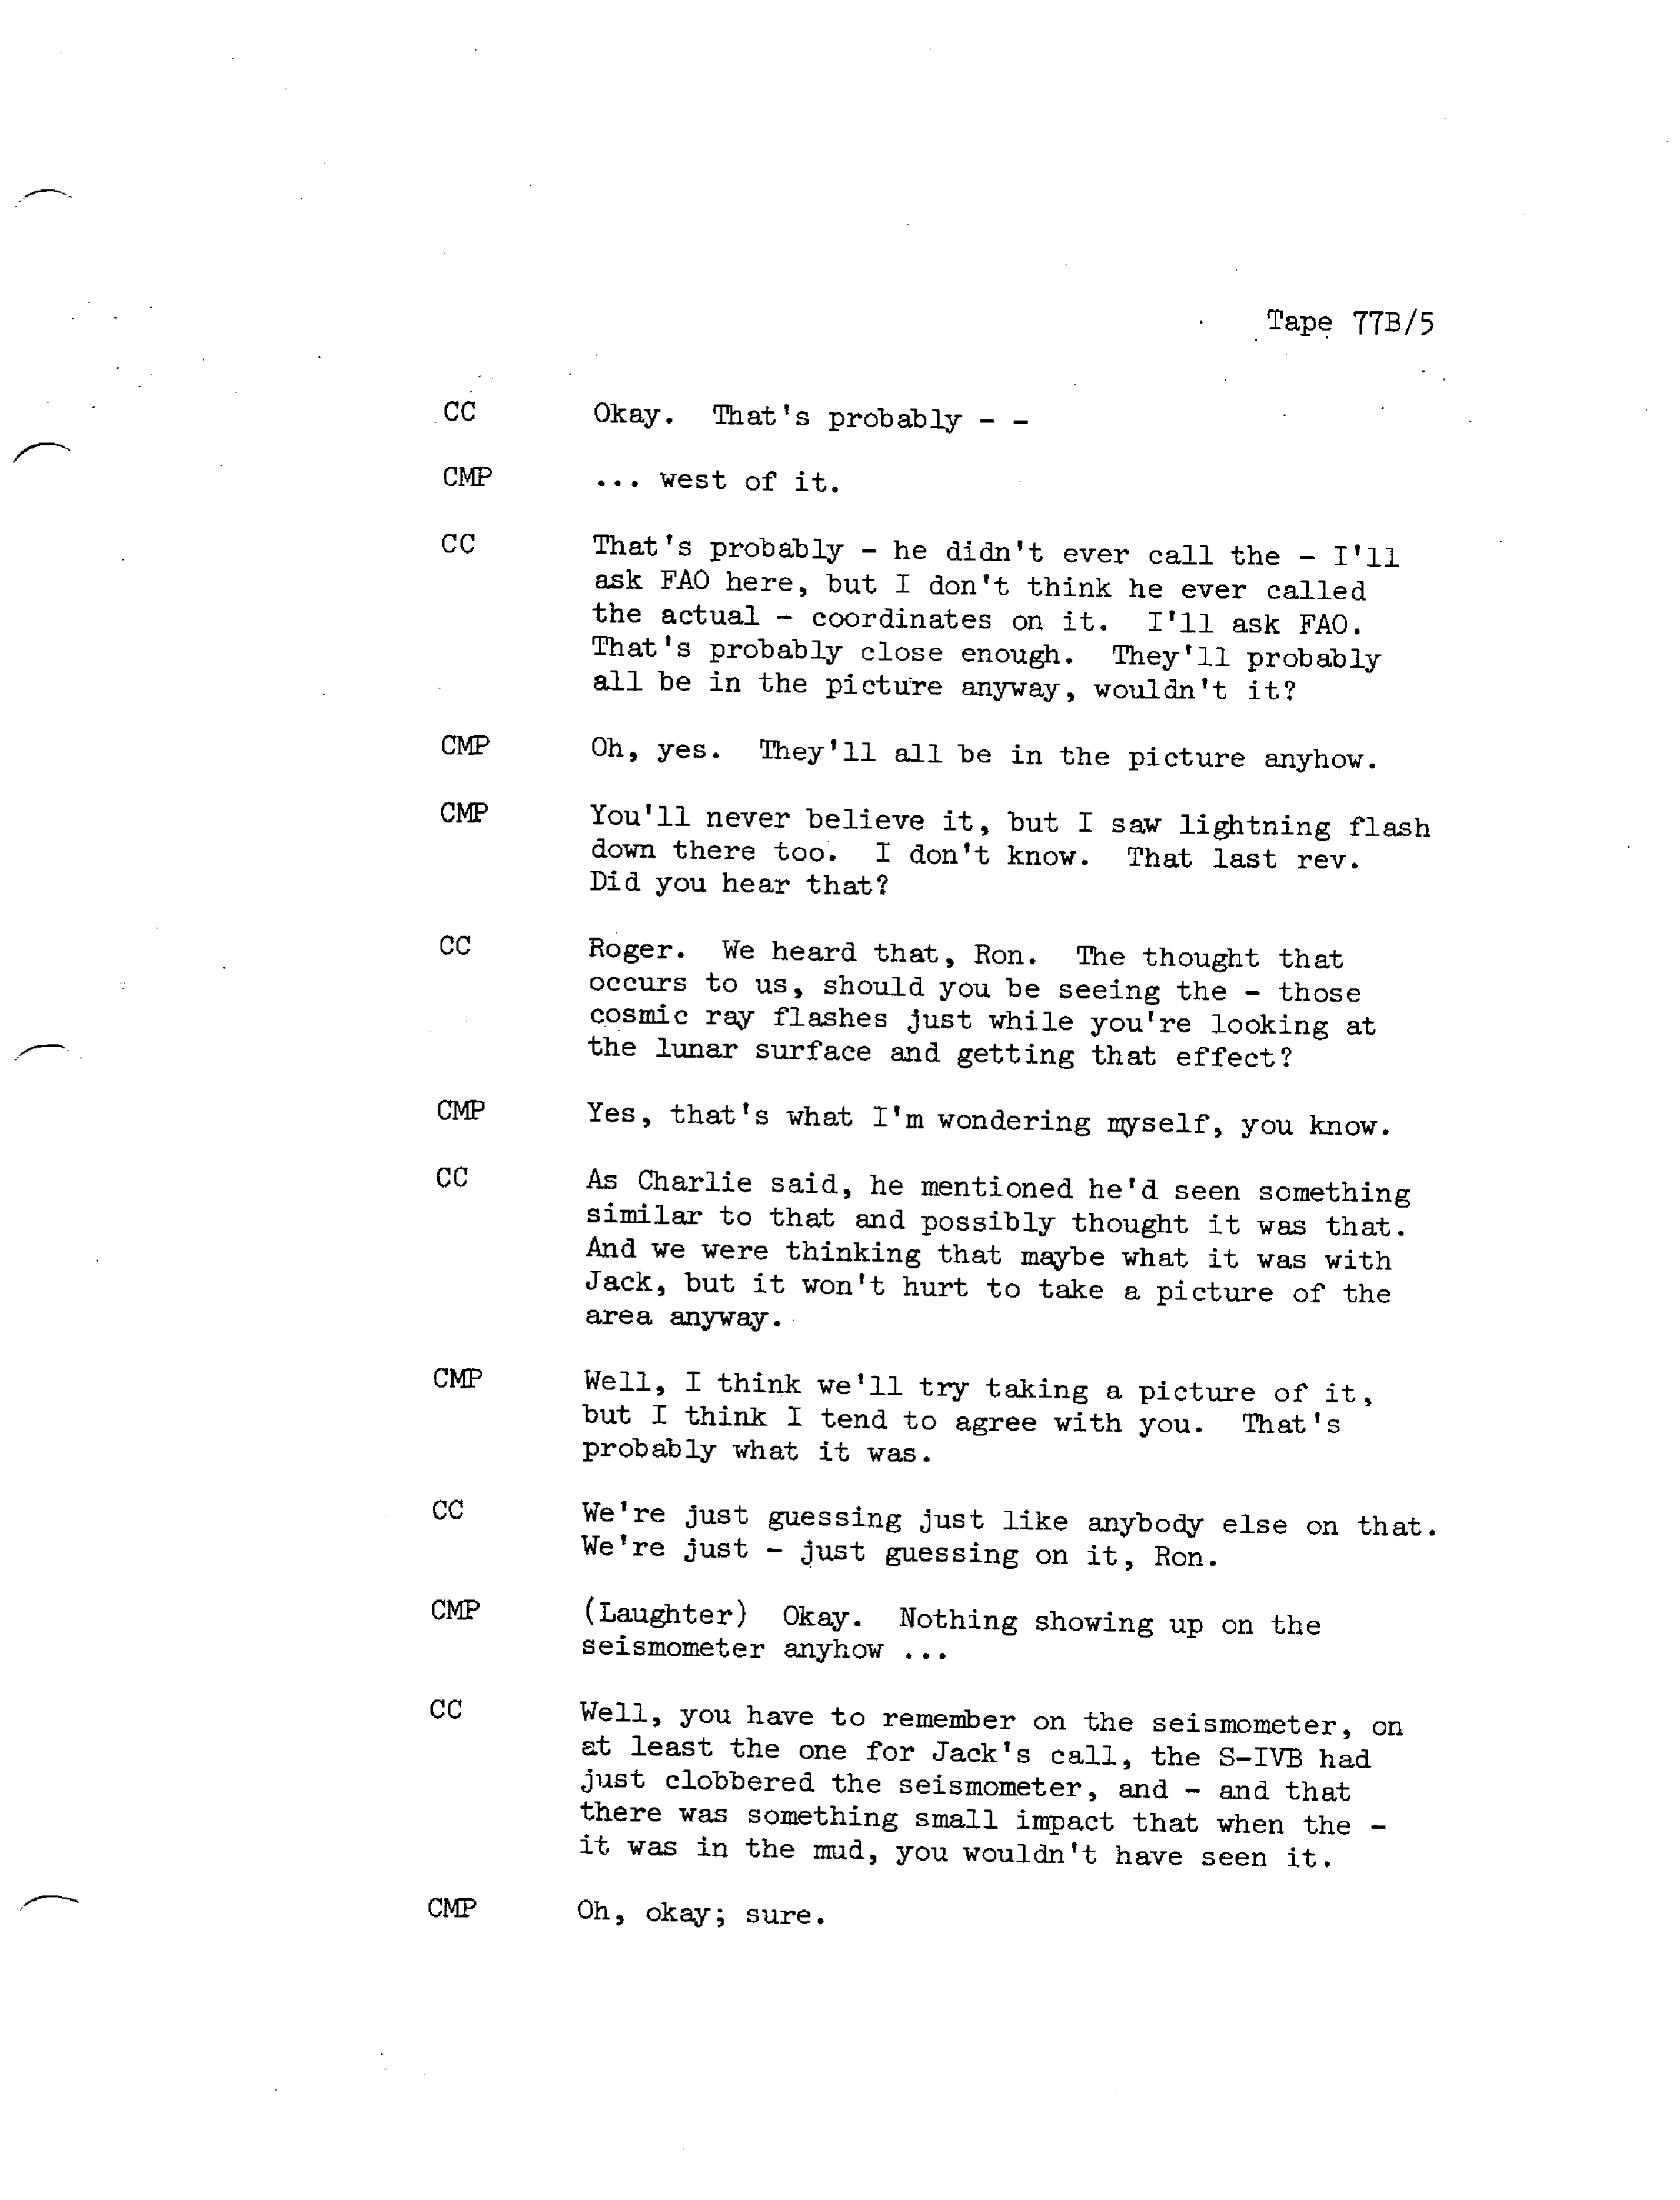 Tape 77B/5
CC Okay. That's probably - -
CMP ... west of it.
CC That's probably - he didn't ever call the - I'll
ask FAO here, but I don't think he ever called
the actual - coordinates on it. I'll ask FAO.
That's probably close enough. They'll probably
all be in the picture anyway, wouldn't it?
CMP Oh, yes. They'll all be in the picture anyhow.
CMP You'll never believe it, but I saw lightning flash
down there too. I don't know. That last rev.
Did you hear that?
CC Roger. We heard that, Ron. The thought that
occurs to us, should you be seeing the - those
cosmic ray flashes just while you're looking at
the lunar surface and getting that effect?
CMP Yes, that's what I'm wondering myself, you know.
CC As Charlie said, he mentioned he'd seen something
similar to that and possibly thought it was that.
And we were thinking that maybe what it was with
Jack, but it won't hurt to take a picture of the
area anyway.
CMP Well, I think we'll try taking a picture of it,
but I think I tend to agree with you. That's
probably what it was.
CC We're just guessing just like anybody else on that.
We're just - just guessing on it, Ron.
CMP (Laughter) Okay. Nothing showing up on the
seismometer anyhow ...
CC Well, you have to remember on the seismometer, on
at least the one for Jack's call, the S-IVB had
just clobbered the seismometer, and - and that
there was something small impact that when the -
it was in the mud, you wouldn't have seen it.
CMP Oh, okay; sure.